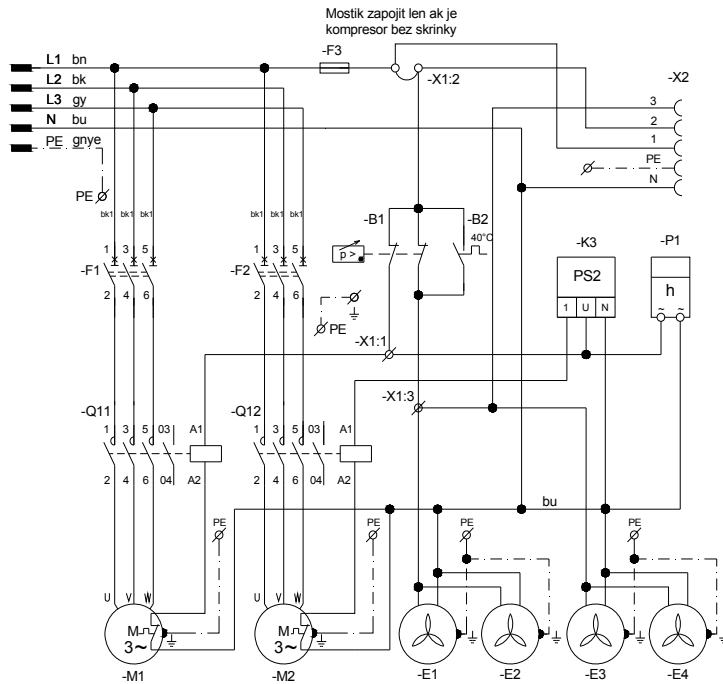 Mostik zapojit len ak je
kompresor bez skrinky
-F3
-X1:2
-X2
L1 bn
L2 bk
L3 gy
N bu
PE gnye
3
2
1
PE
N
PE
bk1 bk1 bk1
bk1 bk1 bk1
-B1
-B2
40°C
p >
-K3
-P1
PS2
h
1 U N
~ ~
1 3 5
-F1
2 4 6
1 3 5
-F2
2 4 6
PE
-X1:1
-X1:3
-Q11
1 3 5 03
A1
2 4 6 04
A2
-Q12
1 3 5 03
A1
2 4 6 04
A2
bu
PE
PE
PE
PE
U V W
U V W
M
3~
M
3~
-M1
-M2
-E1
-E2
-E3
-E4